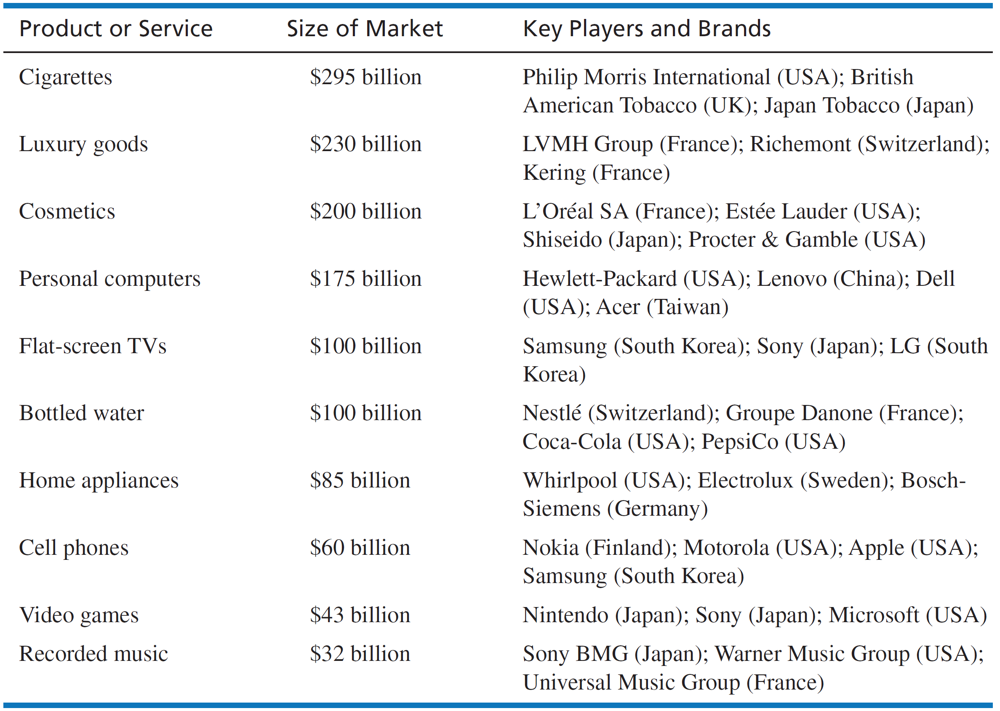 Product or Service Size of Market Key Players and Brands
Cigarettes $295 billion Philip Morris International (USA); British
American Tobacco (UK); Japan Tobacco (Japan)
Luxury goods $230 billion LVMH Group (France); Richemont (Switzerland);
Kering (France)
Cosmetics $200 billion L’Oréal SA (France); Estée Lauder (USA);
Shiseido (Japan); Procter & Gamble (USA)
Personal computers $175 billion Hewlett-Packard (USA); Lenovo (China); Dell
(USA); Acer (Taiwan)
Flat-screen TVs $100 billion Samsung (South Korea); Sony (Japan); LG (South
Korea)
Bottled water $100 billion Nestlé (Switzerland); Groupe Danone (France);
Coca-Cola (USA); PepsiCo (USA)
Home appliances $85 billion Whirlpool (USA); Electrolux (Sweden); Bosch-
Siemens (Germany)
Cell phones $60 billion Nokia (Finland); Motorola (USA); Apple (USA);
Samsung (South Korea)
Video games $43 billion Nintendo (Japan); Sony (Japan); Microsoft (USA)
Recorded music $32 billion Sony BMG (Japan); Warner Music Group (USA);
Universal Music Group (France)